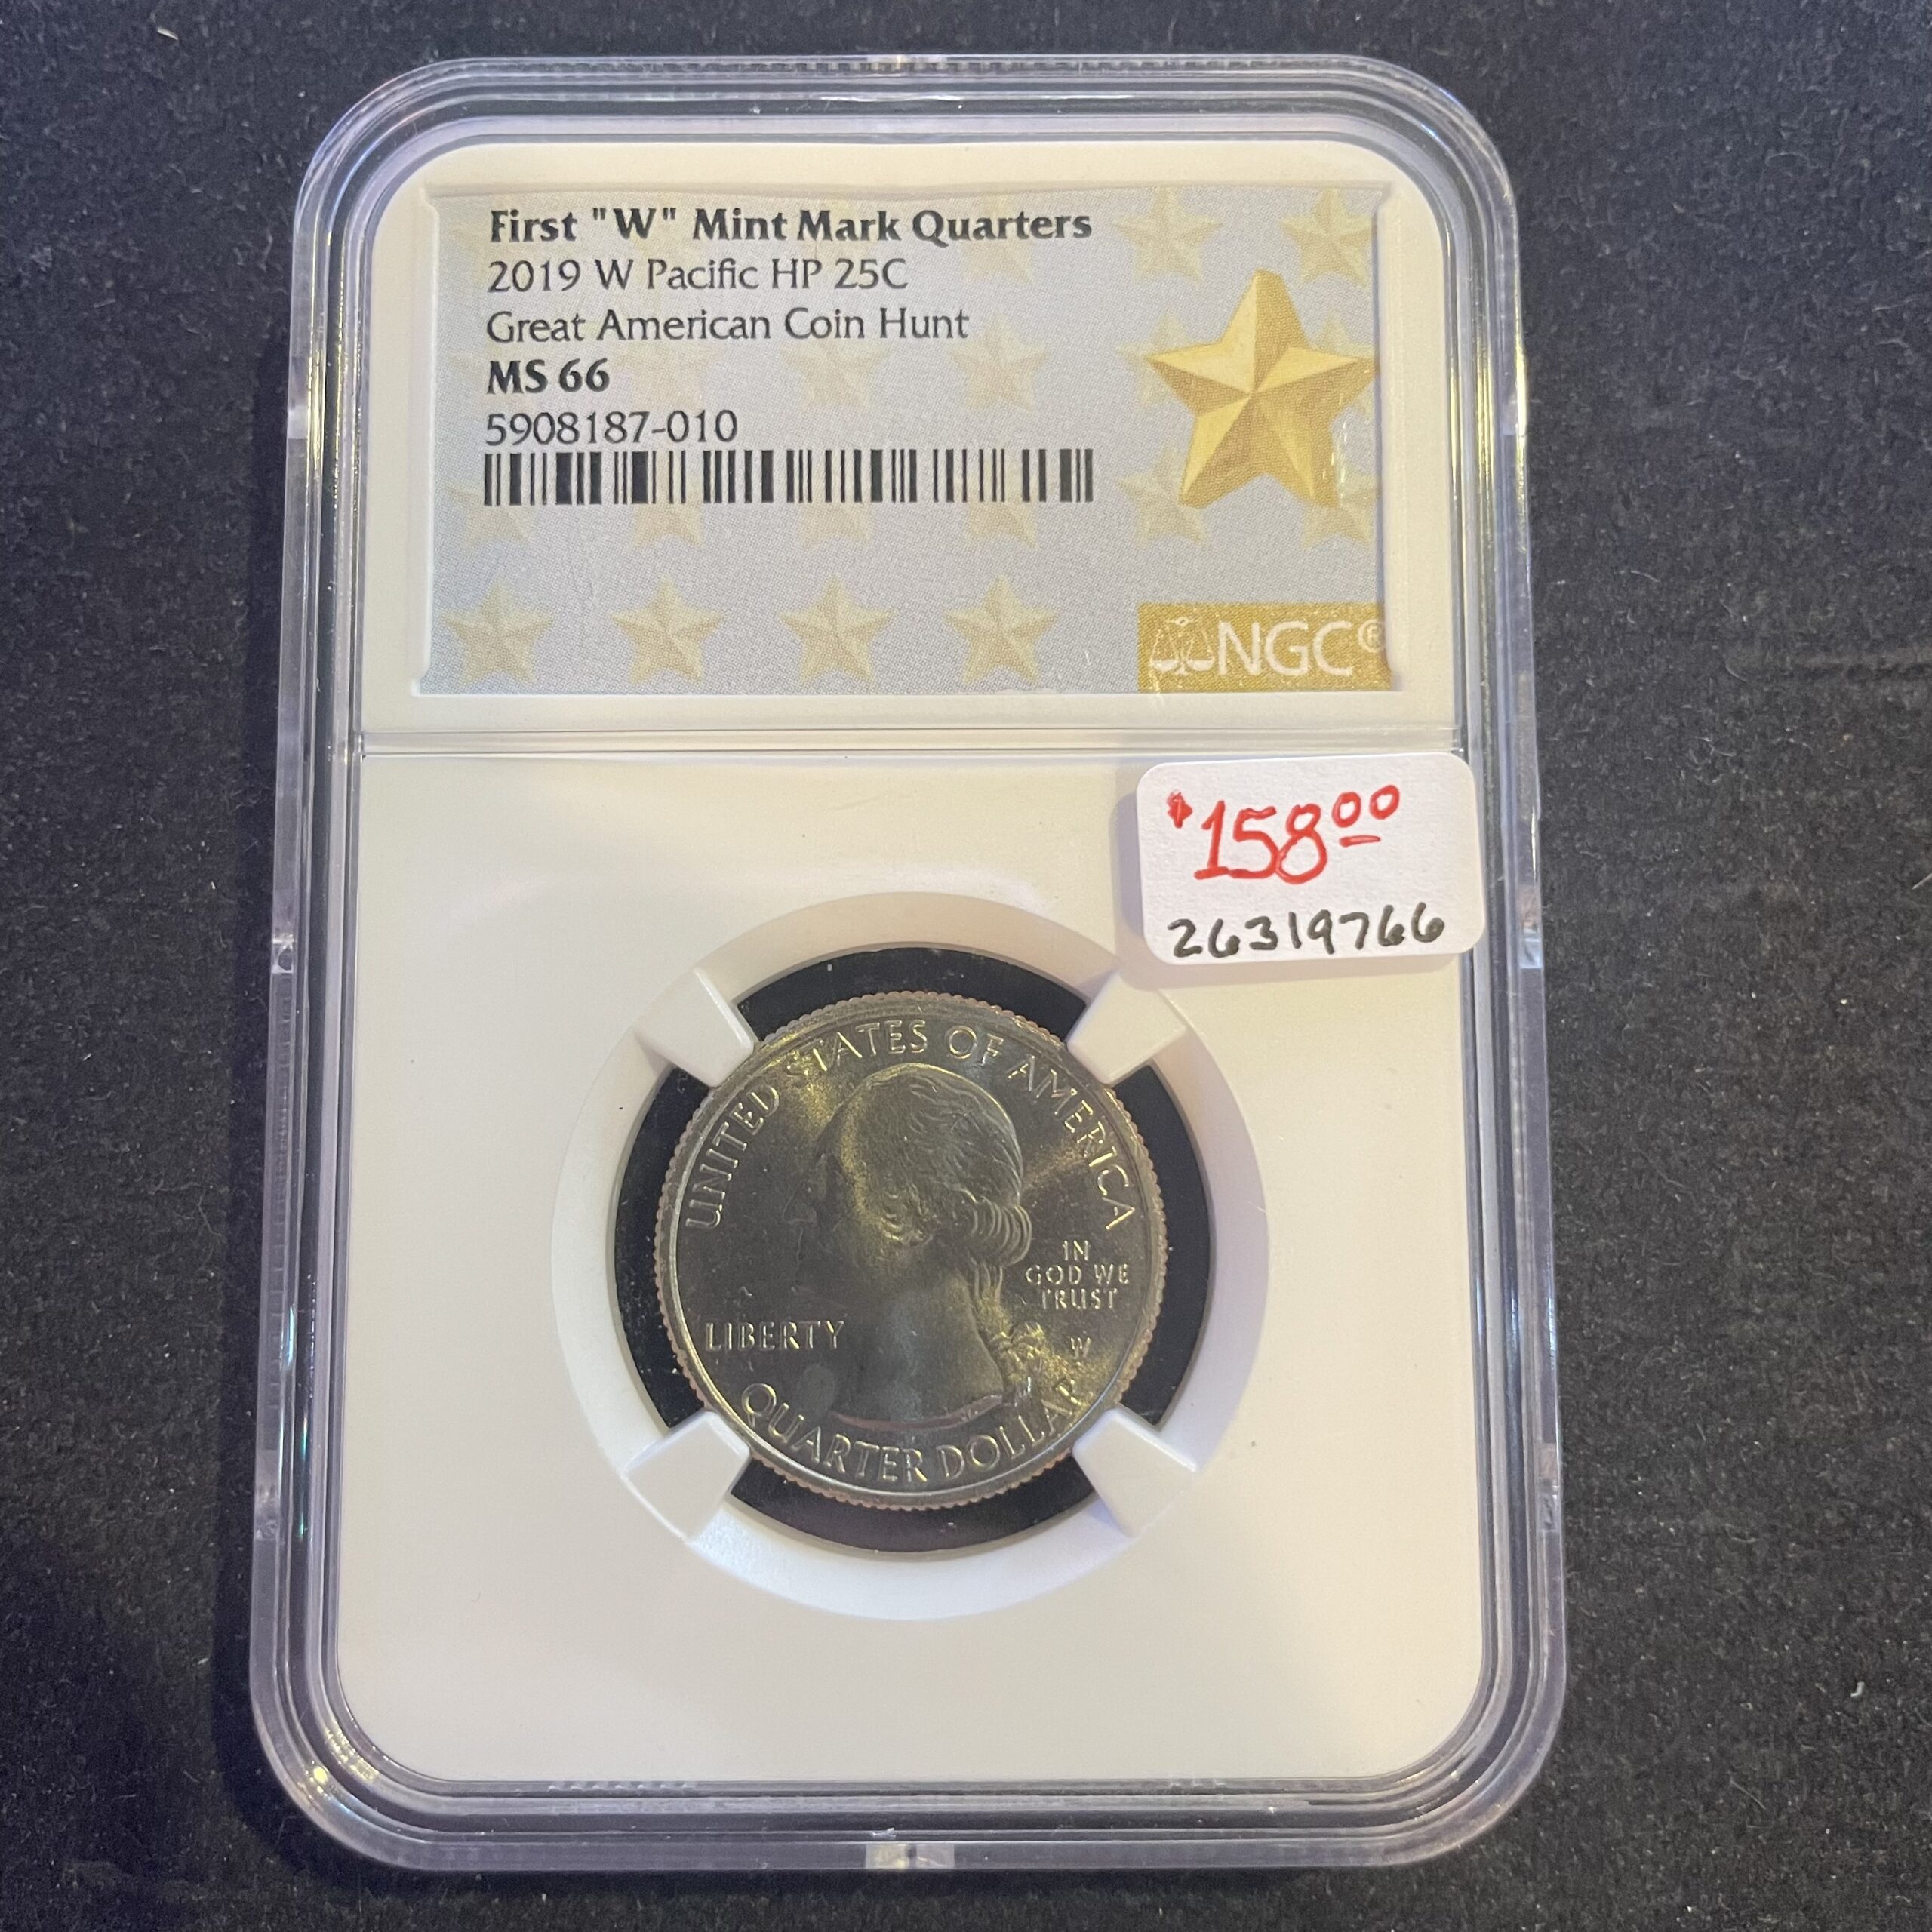 First "W" Mint Mark Quarters
2019 W Pacific HP 25C
Great American Coin Hunt
MS 66
5908187-010
NGC®
$158.00
26319766
UNITED STATES OF AMERICA
IN
GOD WE
TRUST
LIBERTY
W
QUARTER DOLLAR